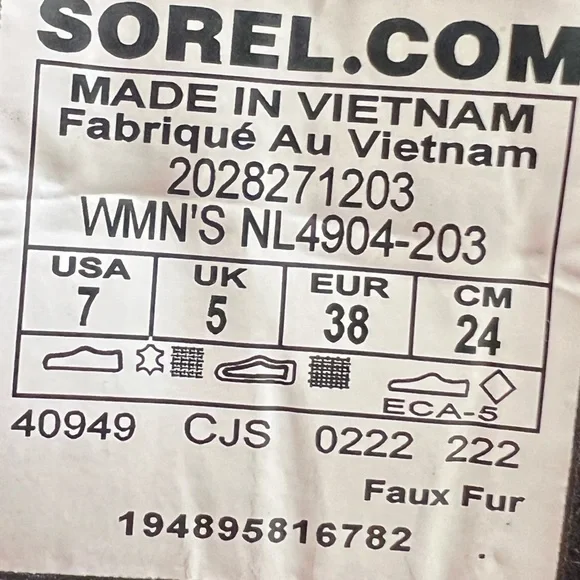 SOREL.COM
MADE IN VIETNAM
Fabriqué Au Vietnam
2028271203
WMN'S NL4904-203
USA UK EUR CM
7 5 38 24
ECA-5
40949 CJS 0222 222
Faux Fur
194895816782